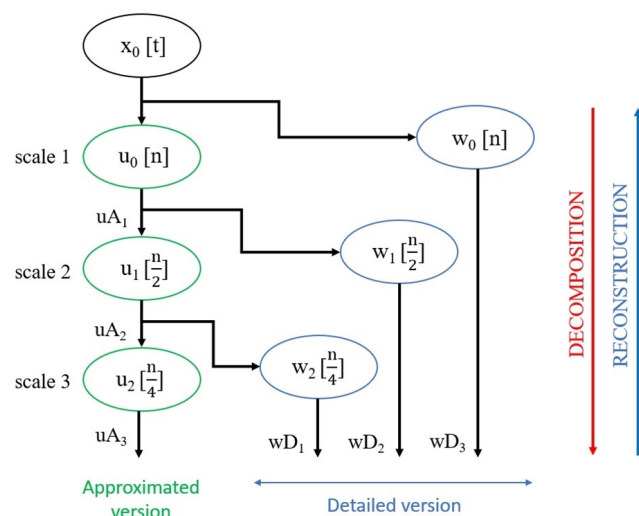 x₀ [t]
w₀ [n]
scale 1
u₀ [n]
uA₁
w₁ [n/2]
scale 2
u₁ [n/2]
uA₂
w₂ [n/4]
scale 3
u₂ [n/4]
uA₃
wD₁
wD₂
wD₃
DECOMPOSITION
RECONSTRUCTION
Approximated
version
Detailed version